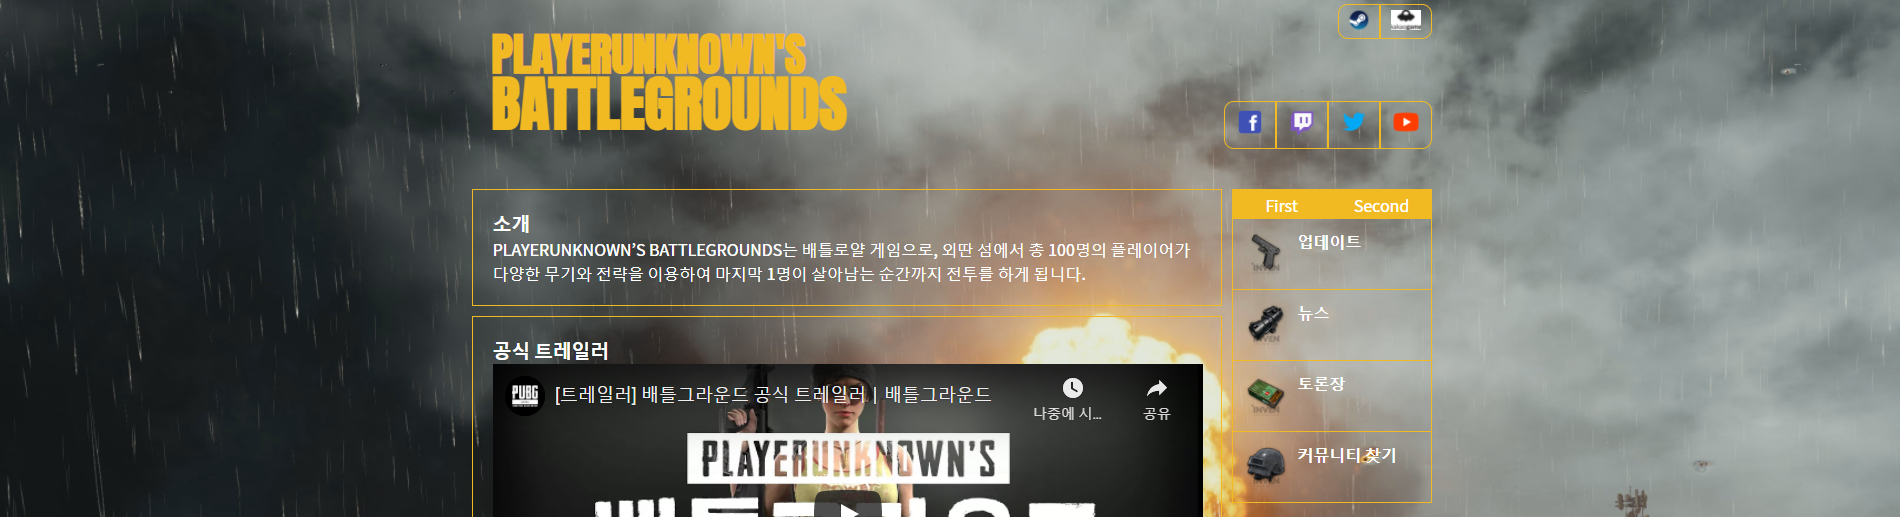 PLAYERUNKNOWN'S
BATTLEGROUNDS
소개
PLAYERUNKNOWN’S BATTLEGROUNDS는 배틀로얄 게임으로, 외딴 섬에서 총 100명의 플레이어가
다양한 무기와 전략을 이용하여 마지막 1명이 살아남는 순간까지 전투를 하게 됩니다.
공식 트레일러
PUBG
[트레일러] 배틀그라운드 공식 트레일러 | 배틀그라운드
나중에 시...
공유
PLAYERUNKNOWN'S
First Second
업데이트
INVEN
뉴스
INVEN
토론장
INVEN
커뮤니티 찾기
INVEN